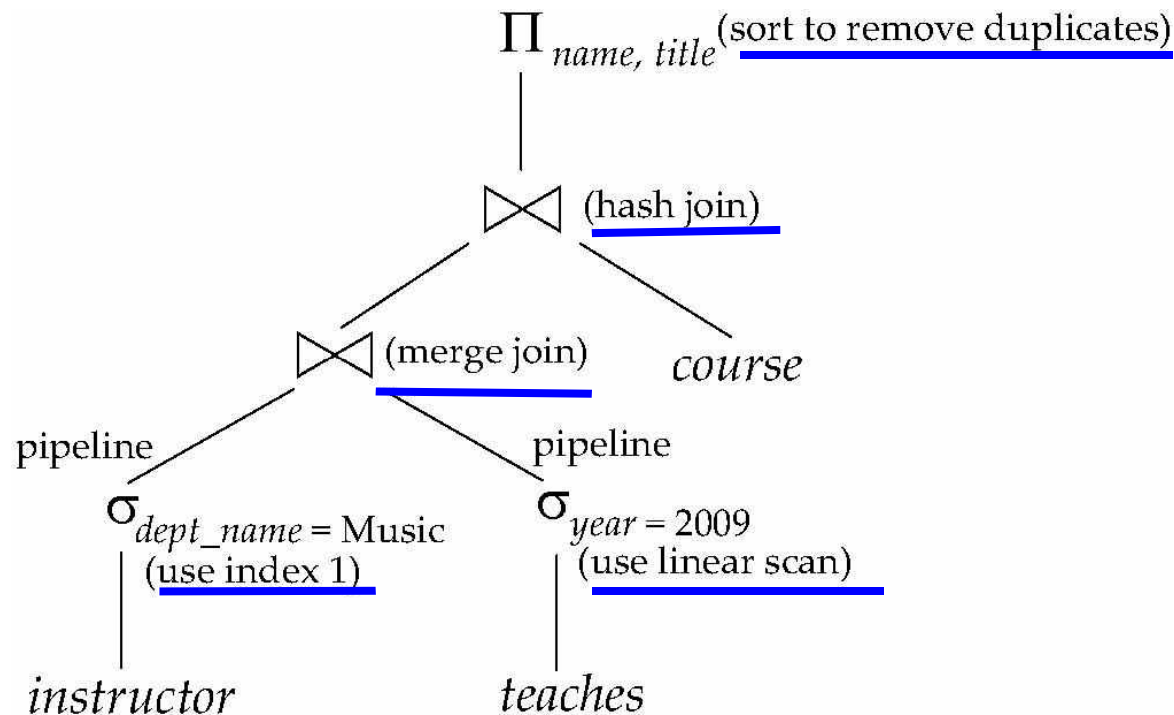 Π name, title (sort to remove duplicates)
(hash join)
(merge join)
course
pipeline
pipeline
σ dept_name = Music
σ year = 2009
(use index 1)
(use linear scan)
instructor
teaches